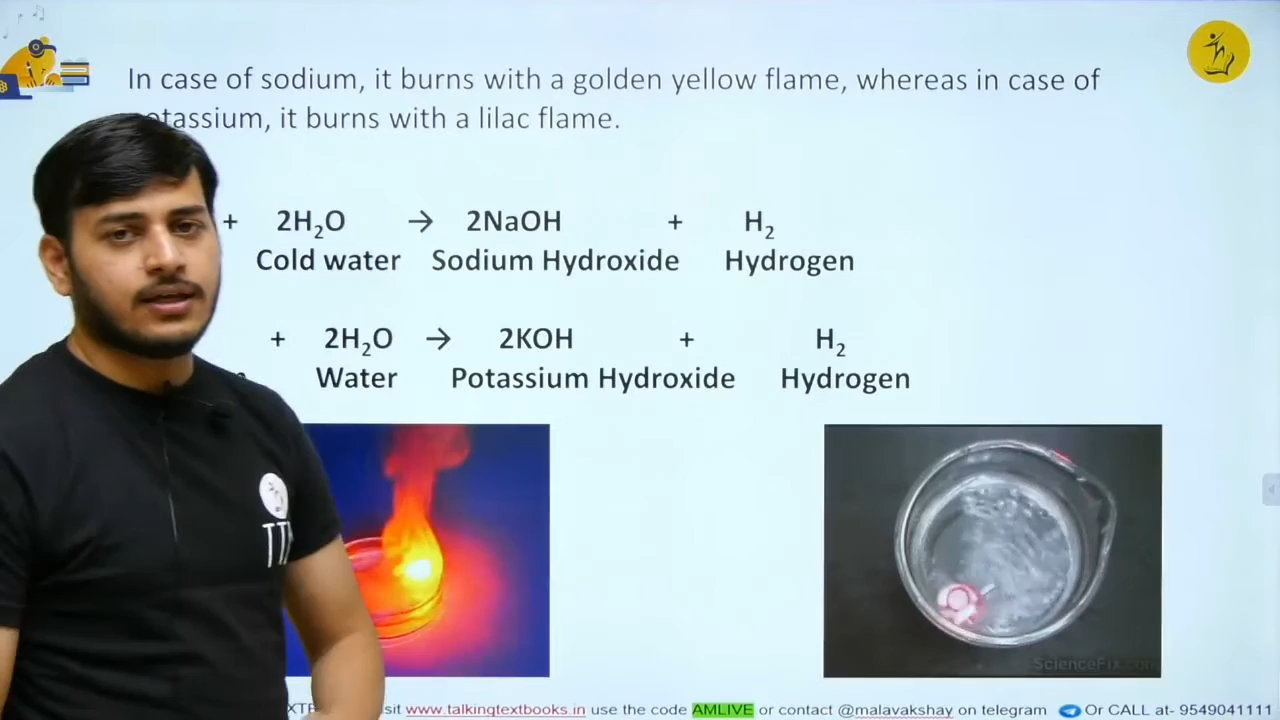 In case of sodium, it burns with a golden yellow flame, whereas in case of
potassium, it burns with a lilac flame.
+ 2H₂O → 2NaOH + H₂
Cold water Sodium Hydroxide Hydrogen
+ 2H₂O → 2KOH + H₂
Water Potassium Hydroxide Hydrogen
ScienceFix.com
www.talkingtextbooks.in use the code AMLIVE or contact @malavakshay on telegram Or CALL at- 9549041111